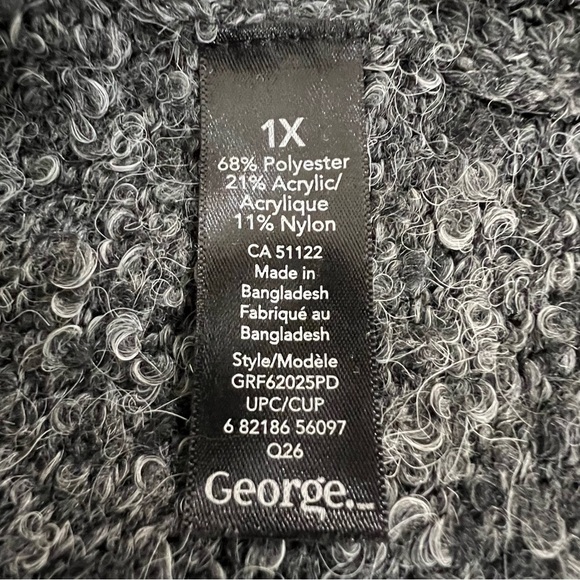 1X
68% Polyester
21% Acrylic/
Acrylique
11% Nylon
CA 51122
Made in
Bangladesh
Fabriqué au
Bangladesh
Style/Modèle
GRF62025PD
UPC/CUP
6 82186 56097
Q26
George.